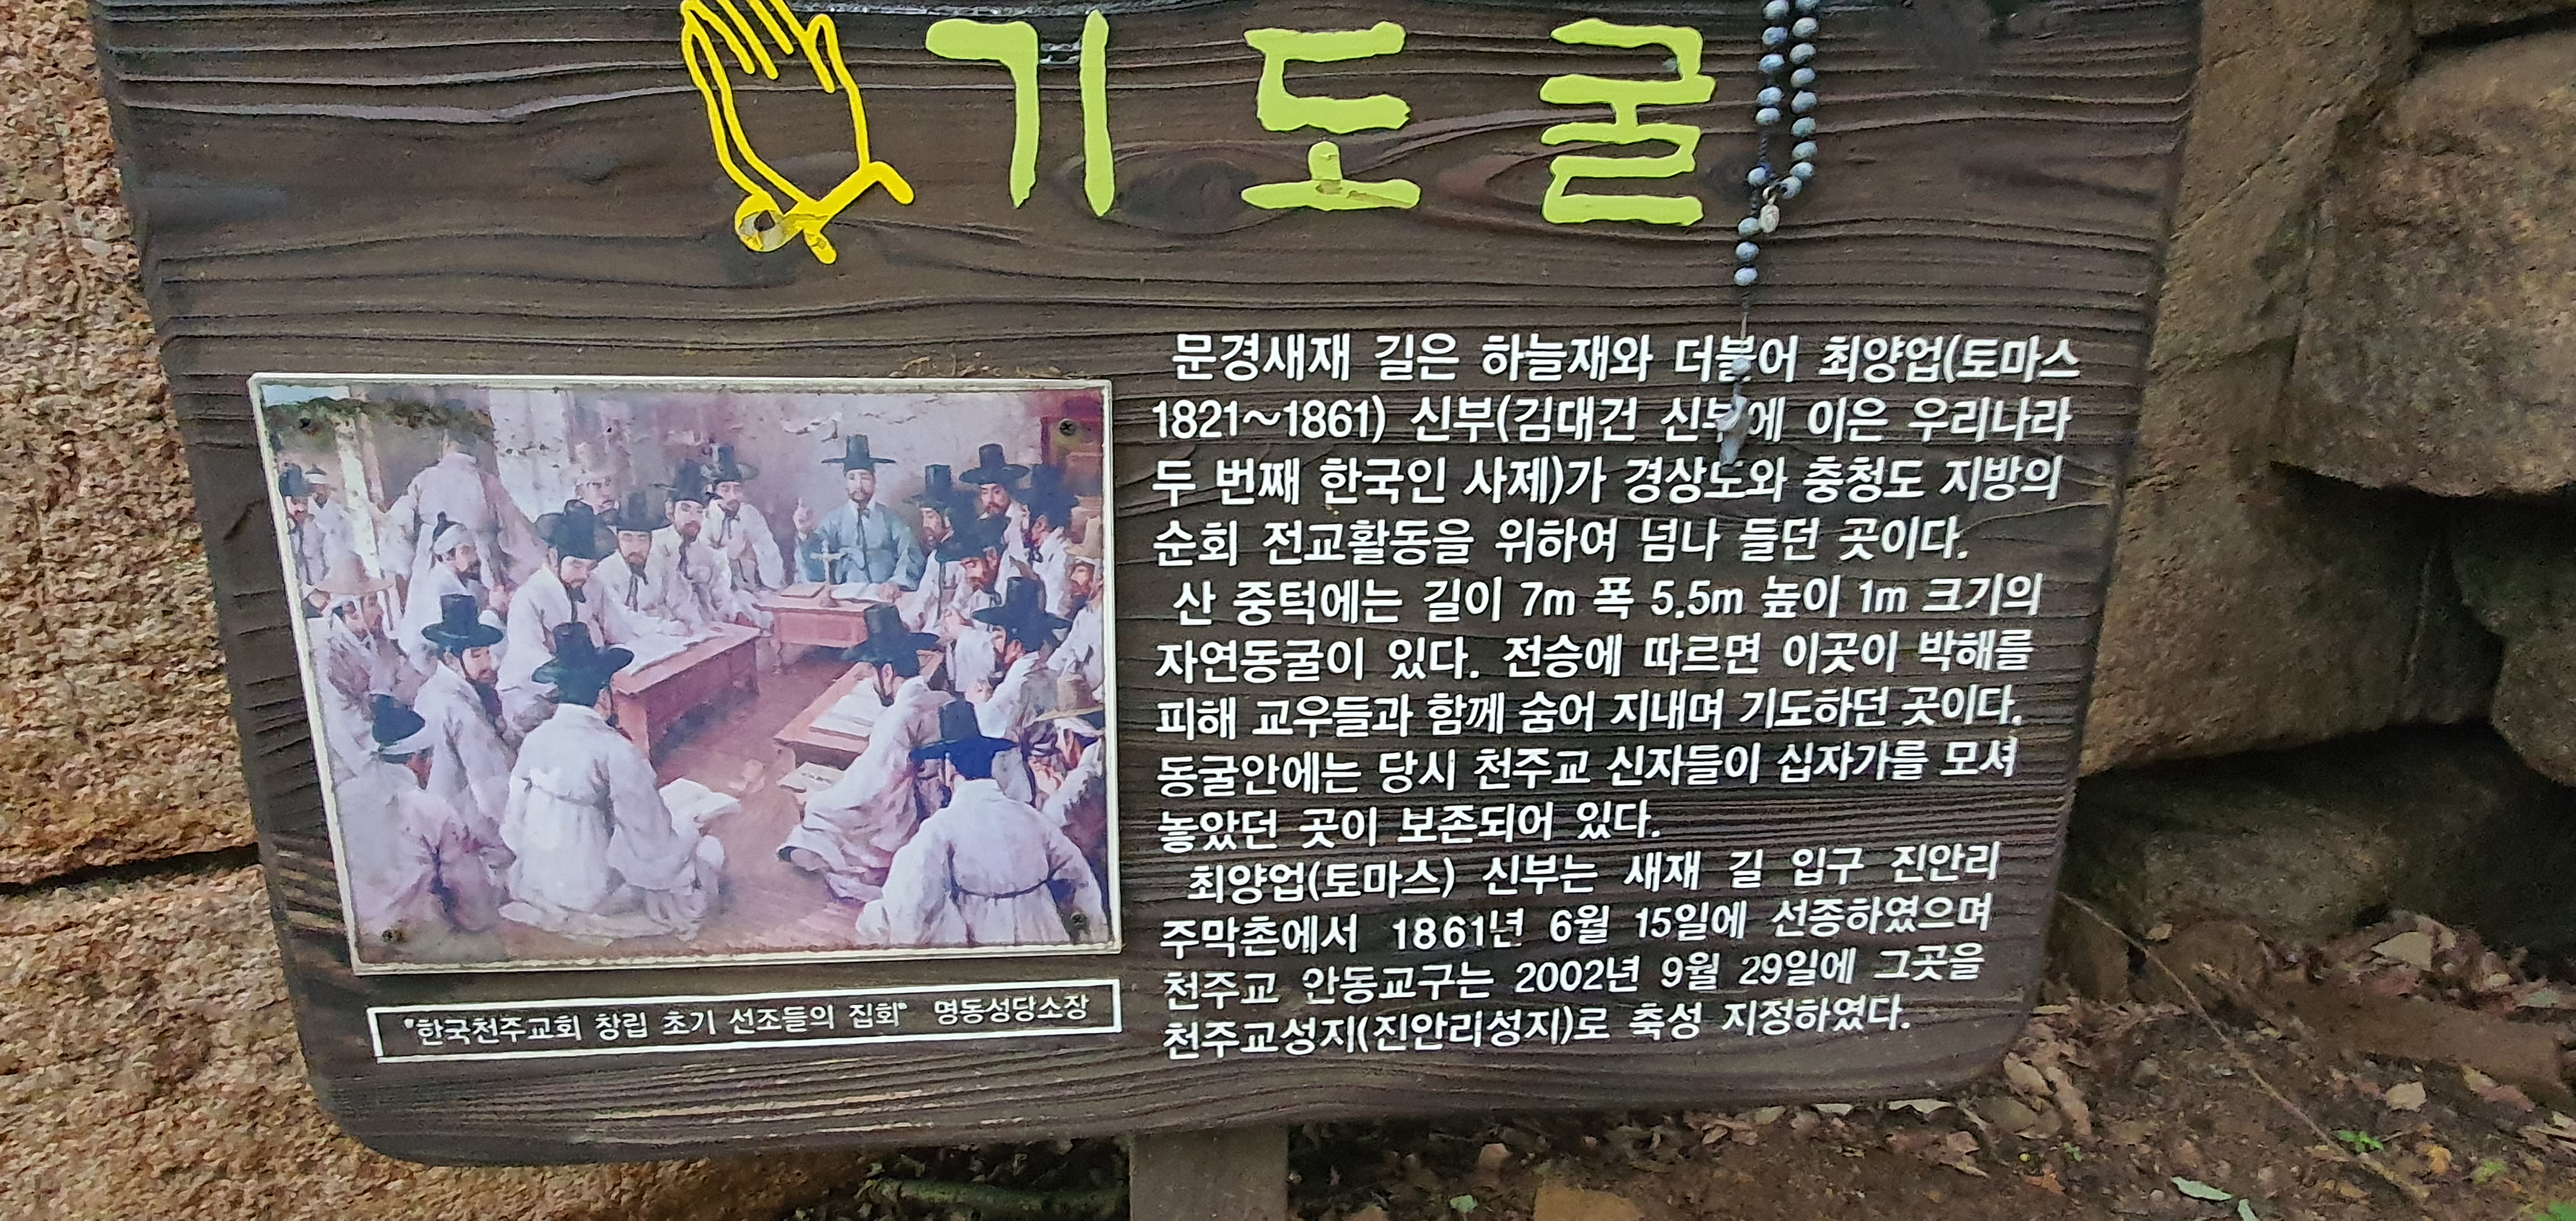 기도굴
문경새재 길은 하늘재와 더불어 최양업(토마스
1821~1861) 신부(김대건 신부에 이은 우리나라
두 번째 한국인 사제)가 경상도와 충청도 지방의
순회 전교활동을 위하여 넘나 들던 곳이다.
산 중턱에는 길이 7m 폭 5.5m 높이 1m 크기의
자연동굴이 있다. 전승에 따르면 이곳이 박해를
피해 교우들과 함께 숨어 지내며 기도하던 곳이다.
동굴안에는 당시 천주교 신자들이 십자가를 모셔
놓았던 곳이 보존되어 있다.
최양업(토마스) 신부는 새재 길 입구 진안리
주막촌에서 1861년 6월 15일에 선종하였으며
천주교 안동교구는 2002년 9월 29일에 그곳을
천주교성지(진안리성지)로 축성 지정하였다.
"한국천주교회 창립 초기 선조들의 집회" 명동성당소장